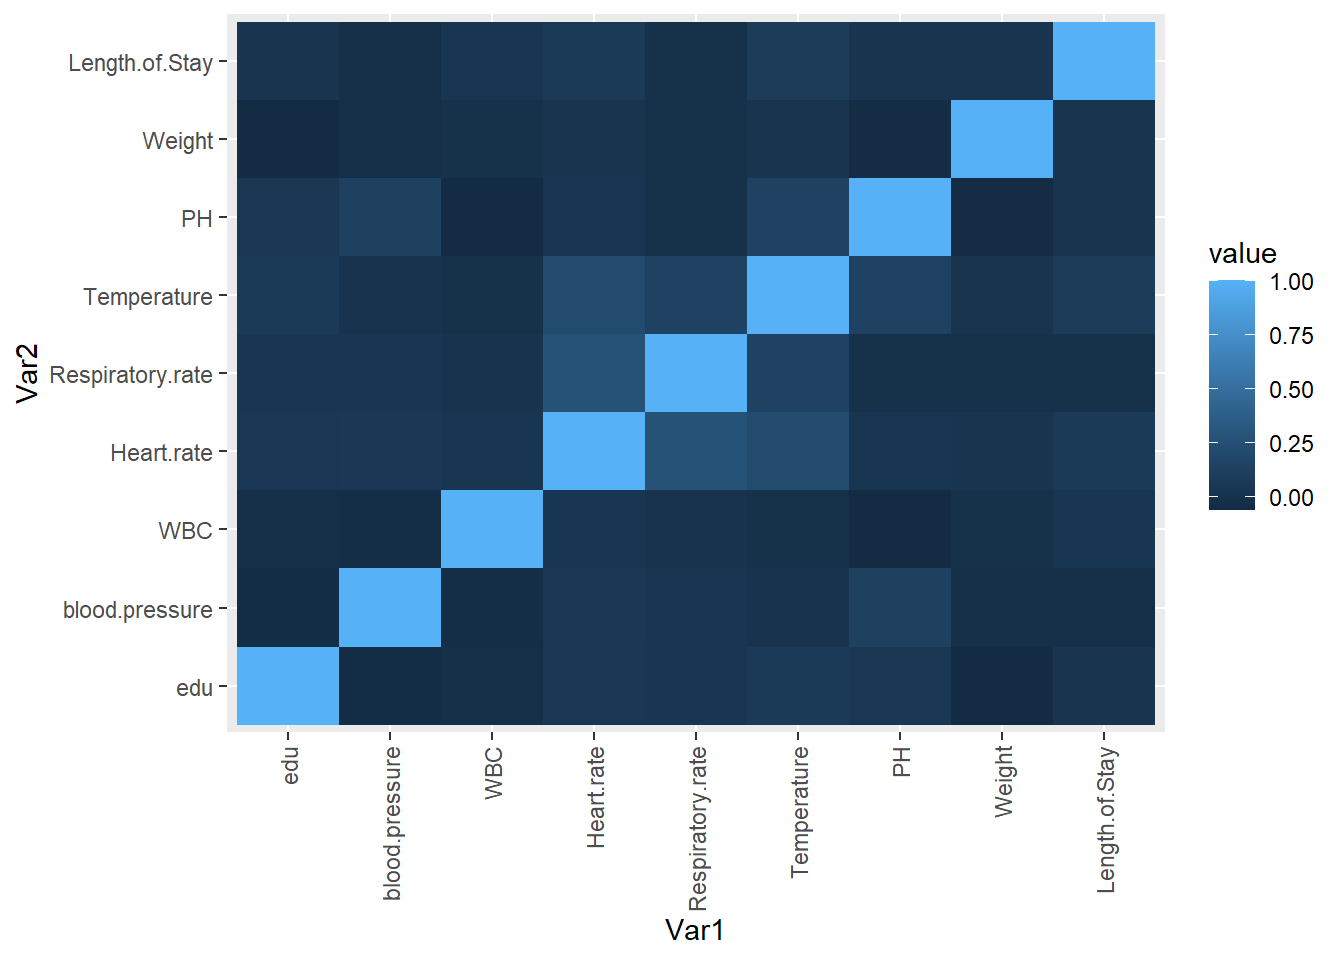 Length.of.Stay
Weight
PH
Temperature
Respiratory.rate
Heart.rate
WBC
blood.pressure
edu
Var2
edu
blood.pressure
WBC
Heart.rate
Respiratory.rate
Temperature
PH
Weight
Length.of.Stay
Var1
value
1.00
0.75
0.50
0.25
0.00